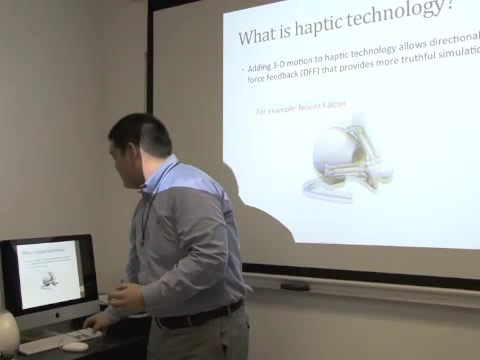 What is haptic technology?
• Adding 3-D motion to haptic technology allows directional
force feedback (DFF) that provides more truthful simulatio
- For example: Novint Falcon